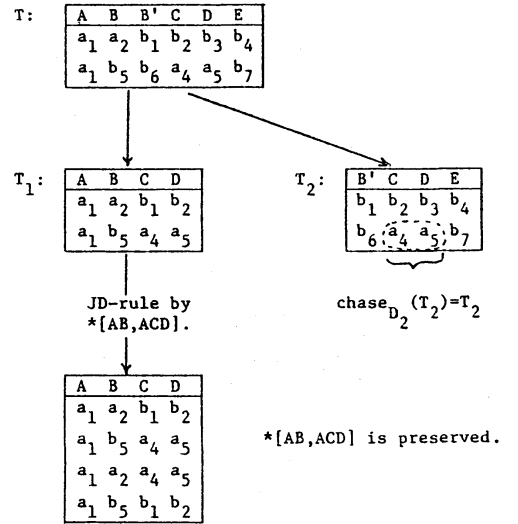 T: A B B' C D E
a1 a2 b1 b2 b3 b4
a1 b5 b6 a4 a5 b7
T1: A B C D
a1 a2 b1 b2
a1 b5 a4 a5
T2: B' C D E
b1 b2 b3 b4
b6 a4 a5 b7
chaseD2(T2)=T2
JD-rule by
*[AB,ACD].
A B C D
a1 a2 b1 b2
a1 b5 a4 a5
a1 a2 a4 a5
a1 b5 b1 b2
*[AB,ACD] is preserved.